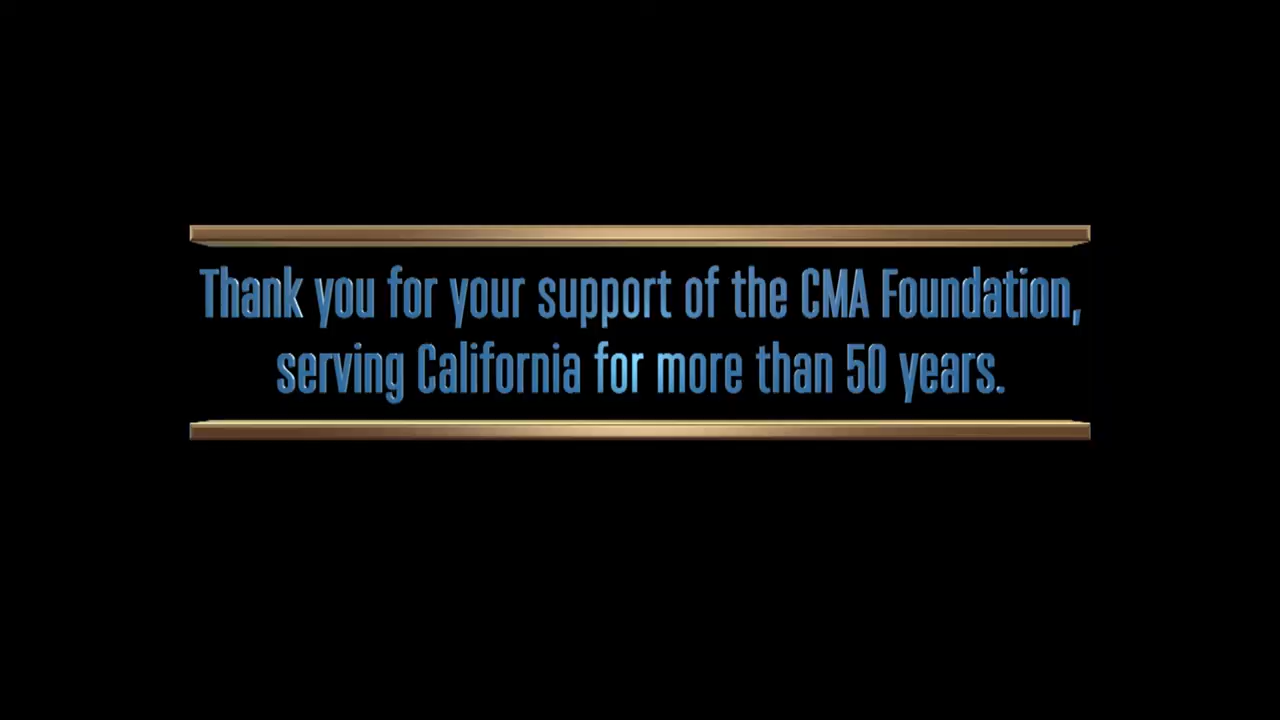 Thank you for your support of the CMA Foundation,
serving California for more than 50 years.